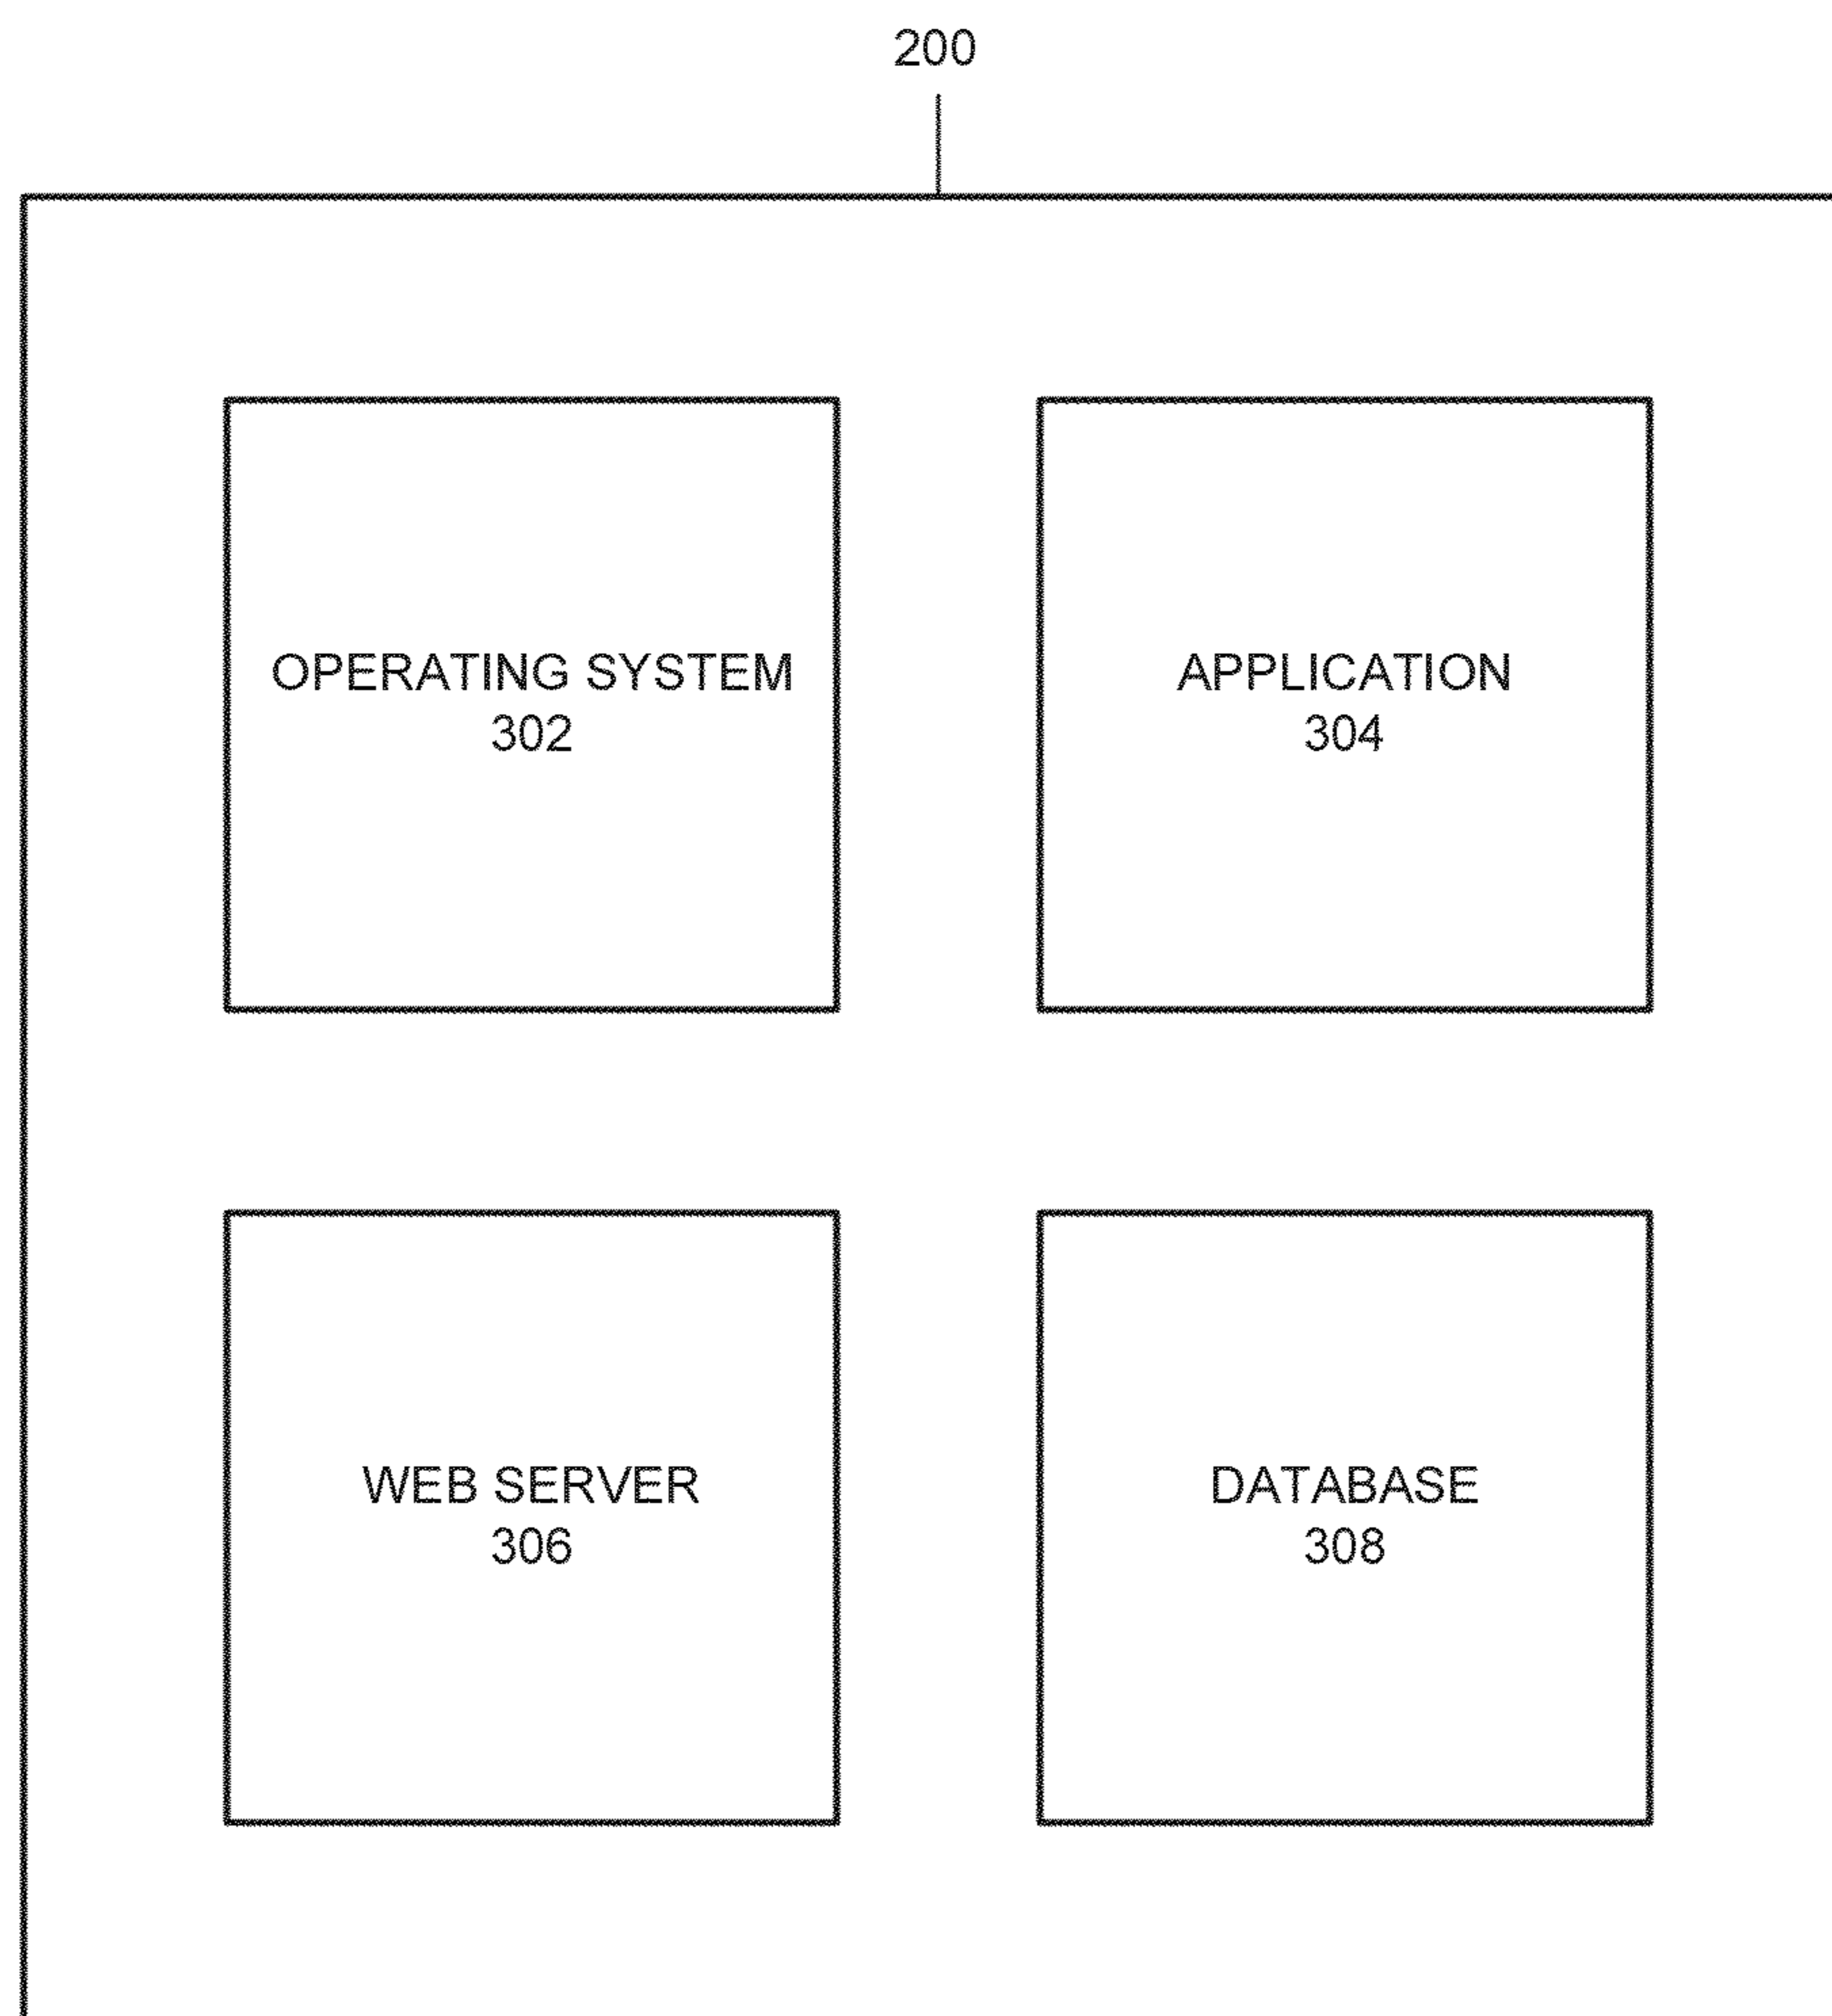 200
OPERATING SYSTEM
302
APPLICATION
304
WEB SERVER
306
DATABASE
308